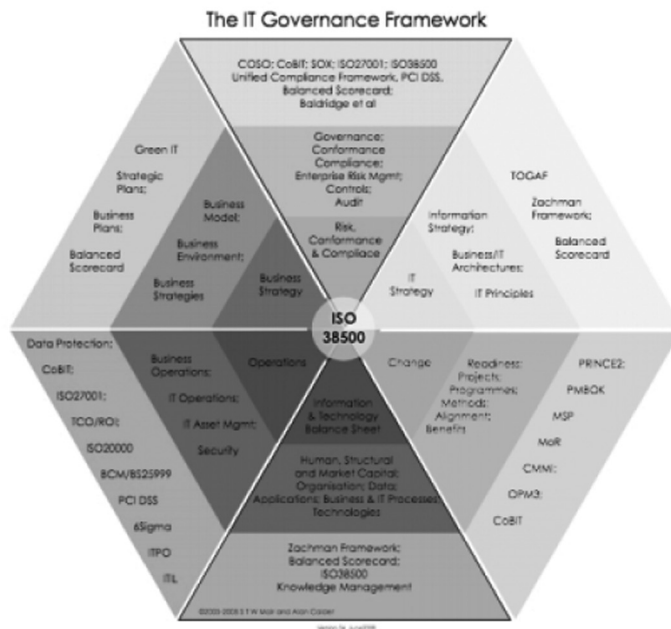 The IT Governance Framework
COSO; CoBIT; SOX; ISO27001; ISO38500
Unified Compliance Framework, PCI DSS,
Balanced Scorecard;
Baldridge et al
Governance;
Conformance
Compliance;
Enterprise Risk Mgmt;
Controls;
Audit
Risk,
Conformance
& Compliace
Green IT
Strategic
Plans;
Business
Plans;
Balanced
Scorecard
Business
Model;
Business
Environment;
Business
Strategies
Business
Strategy
IT
Strategy
Information
Strategy;
Business/IT
Architectures;
IT Principles
TOGAF
Zachman
Framework;
Balanced
Scorecard
ISO
38500
Data Protection;
CoBIT;
ISO27001;
TCO/ROI;
ISO20000
BCM/BS25999
PCI DSS
6Sigma
ITPO
ITIL
Business
Operations;
IT Operations;
IT Asset Mgmt;
Security
Operations
Information
& Technology
Balance Sheet
Human, Structural
and Market Capital;
Organisation; Data;
Applications; Business & IT Processes;
Technologies
Zachman Framework;
Balanced Scorecard;
ISO38500
Knowledge Management
Change
Readiness;
Projects;
Programmes;
Methods;
Alignment;
Benefits
PRINCE2;
PMBOK
MSP
MoR
CMMI;
OPM3;
CoBIT
©2005-2008 S T W Moir and Alan Calder